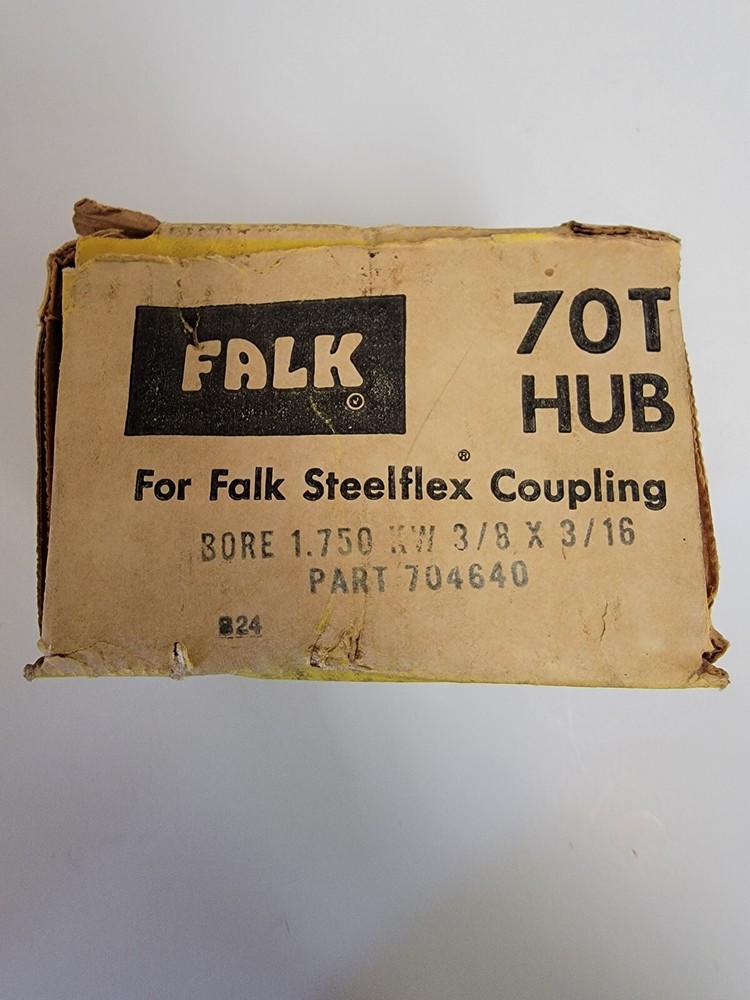 FALK
70T
HUB
For Falk Steelflex® Coupling
BORE 1.750 KW 3/8 X 3/16
PART 704640
824